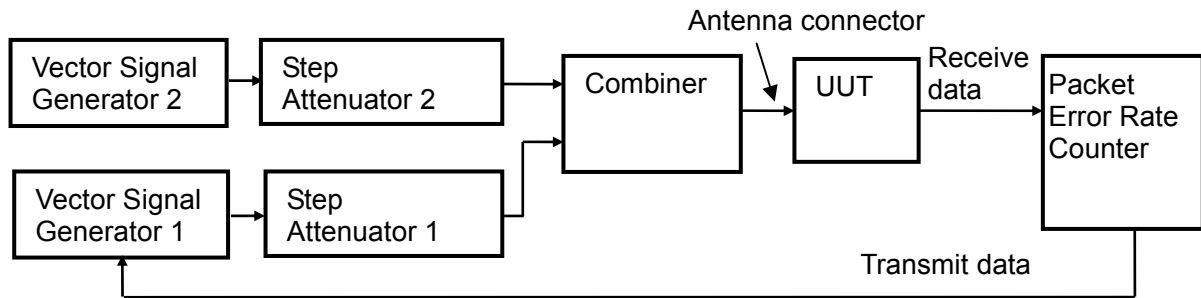 Antenna connector
Vector Signal
Generator 2
Step
Attenuator 2
Combiner
UUT
Receive
data
Packet
Error Rate
Counter
Vector Signal
Generator 1
Step
Attenuator 1
Transmit data